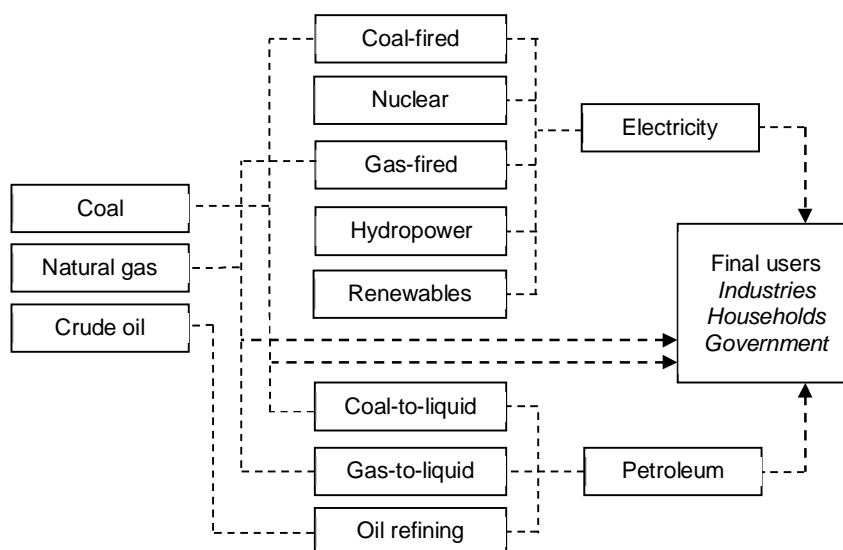 Coal-fired
Nuclear
Electricity
Gas-fired
Coal
Hydropower
Natural gas
Renewables
Crude oil
Final users
Industries
Households
Government
Coal-to-liquid
Gas-to-liquid
Petroleum
Oil refining